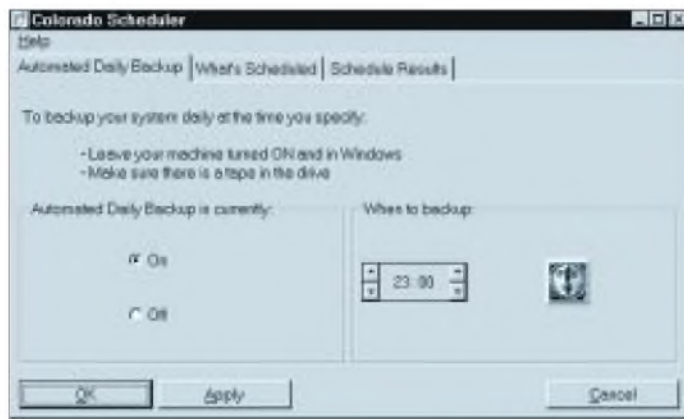 Colorado Scheduler
Help
Automated Daily Backup What's Scheduled Schedule Results
To backup your system daily at the time you specify:
- Leave your machine turned ON and in Windows
- Make sure there is a tape in the drive
Automated Daily Backup is currently: When to backup:
On
23:00
Off
OK Apply Cancel